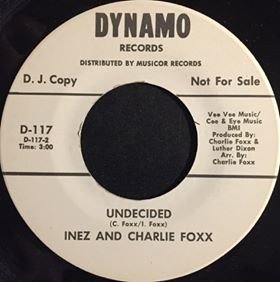 DYNAMO
RECORDS
DISTRIBUTED BY MUSICOR RECORDS
D. J. Copy
Not For Sale
D-117
D-117-2
Time: 3:00
Vee Vee Music/
Cee & Eye Music
BMI
Produced By:
Charlie Foxx &
Luther Dixon
Arr. By:
Charlie Foxx
UNDECIDED
(C. Foxx/I. Foxx)
INEZ AND CHARLIE FOXX